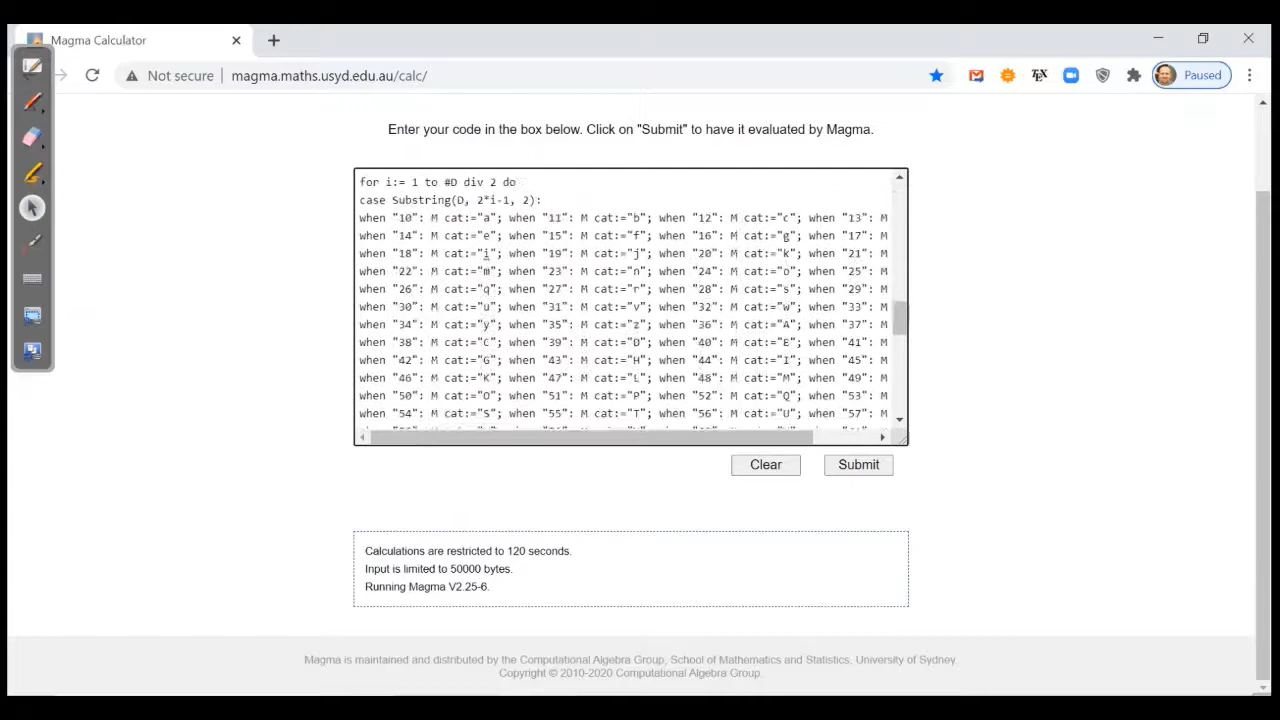 Magma Calculator
Not secure
magma.maths.usyd.edu.au/calc/
TEX
Paused
Enter your code in the box below. Click on "Submit" to have it evaluated by Magma.
for i:= 1 to #D div 2 do
case Substring(D, 2*i-1, 2):
when "10": M cat:="a"; when "11": M cat:="b"; when "12": M cat:="c"; when "13": M
when "14": M cat:="e"; when "15": M cat:="f"; when "16": M cat:="g"; when "17": M
when "18": M cat:="i"; when "19": M cat:="j"; when "20": M cat:="k"; when "21": M
when "22": M cat:="m"; when "23": M cat:="n"; when "24": M cat:="o"; when "25": M
when "26": M cat:="q"; when "27": M cat:="r"; when "28": M cat:="s"; when "29": M
when "30": M cat:="u"; when "31": M cat:="v"; when "32": M cat:="w"; when "33": M
when "34": M cat:="y"; when "35": M cat:="z"; when "36": M cat:="A"; when "37": M
when "38": M cat:="C"; when "39": M cat:="D"; when "40": M cat:="E"; when "41": M
when "42": M cat:="G"; when "43": M cat:="H"; when "44": M cat:="I"; when "45": M
when "46": M cat:="K"; when "47": M cat:="L"; when "48": M cat:="M"; when "49": M
when "50": M cat:="O"; when "51": M cat:="P"; when "52": M cat:="Q"; when "53": M
when "54": M cat:="S"; when "55": M cat:="T"; when "56": M cat:="U"; when "57": M
Clear
Submit
Calculations are restricted to 120 seconds.
Input is limited to 50000 bytes.
Running Magma V2.25-6.
Magma is maintained and distributed by the Computational Algebra Group, School of Mathematics and Statistics, University of Sydney.
Copyright © 2010-2020 Computational Algebra Group.